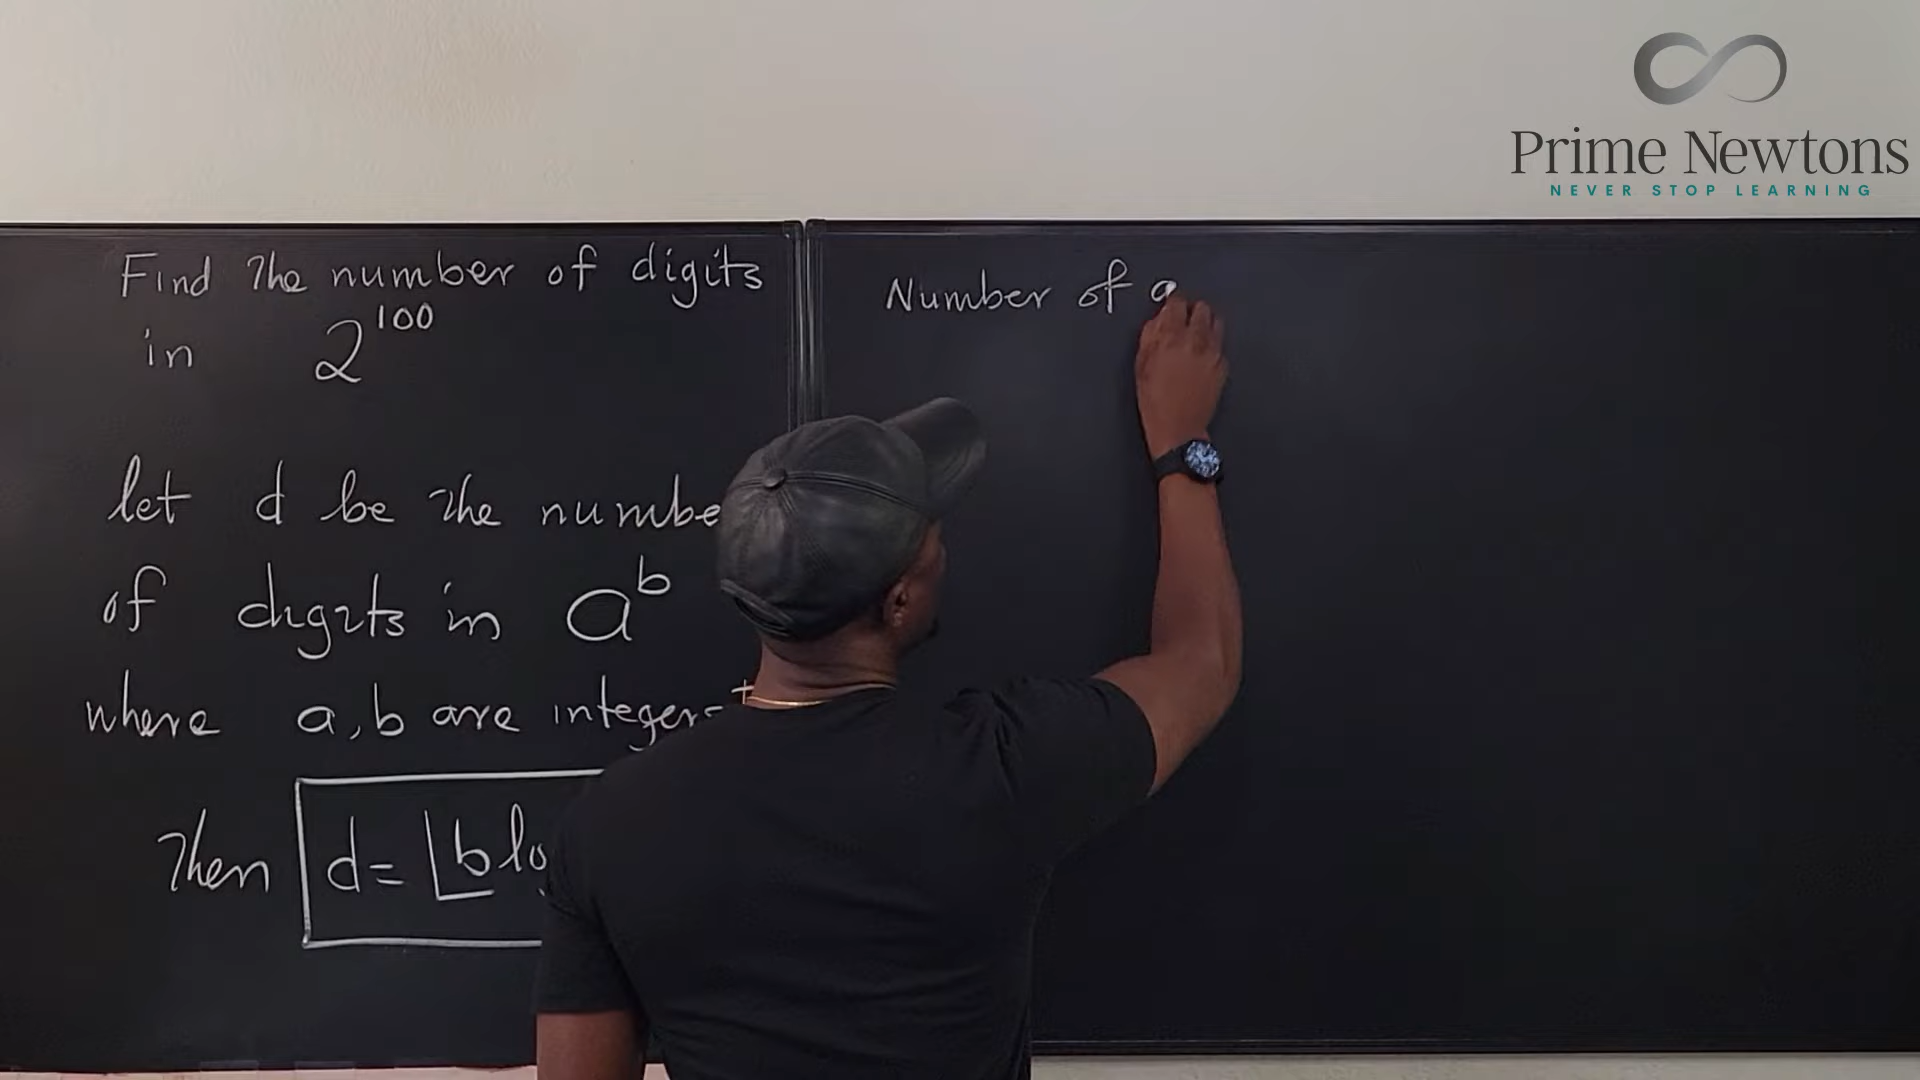 Prime Newtons
NEVER STOP LEARNING
Find the number of digits
in 2^100
let d be the numbe
of digits in a^b
where a, b are integers
Then d = ⌊b lo
Number of